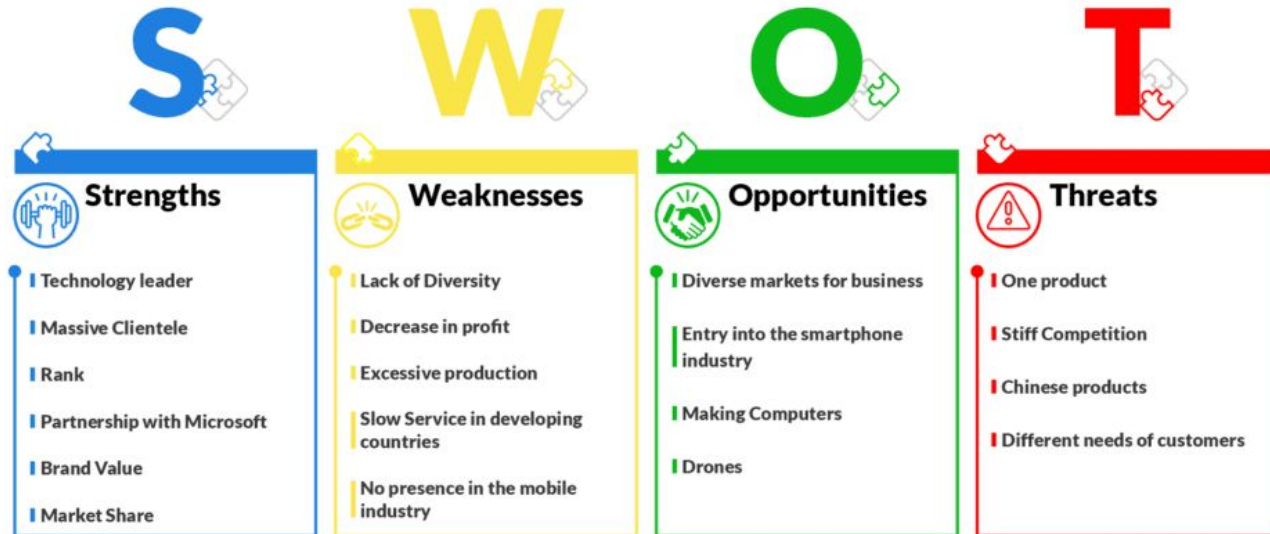 S W O T
Strengths
Technology leader
Massive Clientele
Rank
Partnership with Microsoft
Brand Value
Market Share
Weaknesses
Lack of Diversity
Decrease in profit
Excessive production
Slow Service in developing
countries
No presence in the mobile
industry
Opportunities
Diverse markets for business
Entry into the smartphone
industry
Making Computers
Drones
Threats
One product
Stiff Competition
Chinese products
Different needs of customers